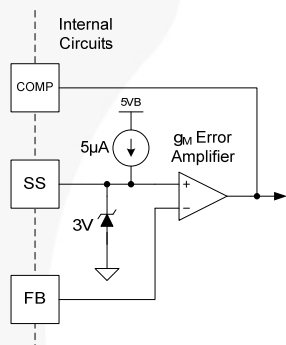 Internal
Circuits
COMP
5VB
5µA
gM Error
Amplifier
SS
+
−
3V
FB